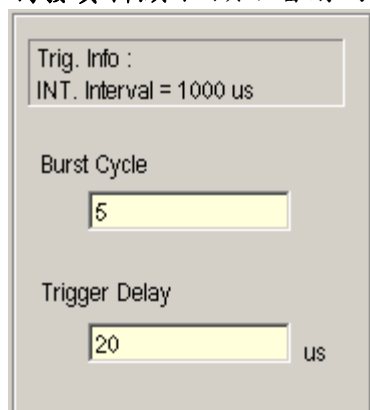 Trig. Info :
INT. Interval = 1000 us
Burst Cycle
5
Trigger Delay
20 us